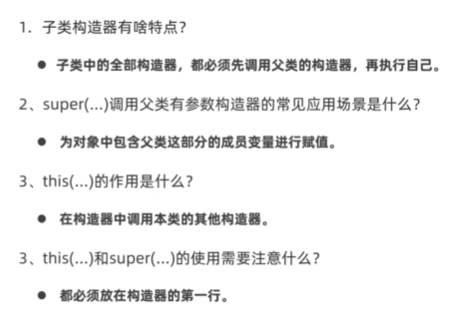 1. 子类构造器有啥特点？
● 子类中的全部构造器，都必须先调用父类的构造器，再执行自己。
2、super(...)调用父类有参数构造器的常见应用场景是什么？
● 为对象中包含父类这部分的成员变量进行赋值。
3、this(...)的作用是什么？
● 在构造器中调用本类的其他构造器。
3、this(...)和super(...)的使用需要注意什么？
● 都必须放在构造器的第一行。